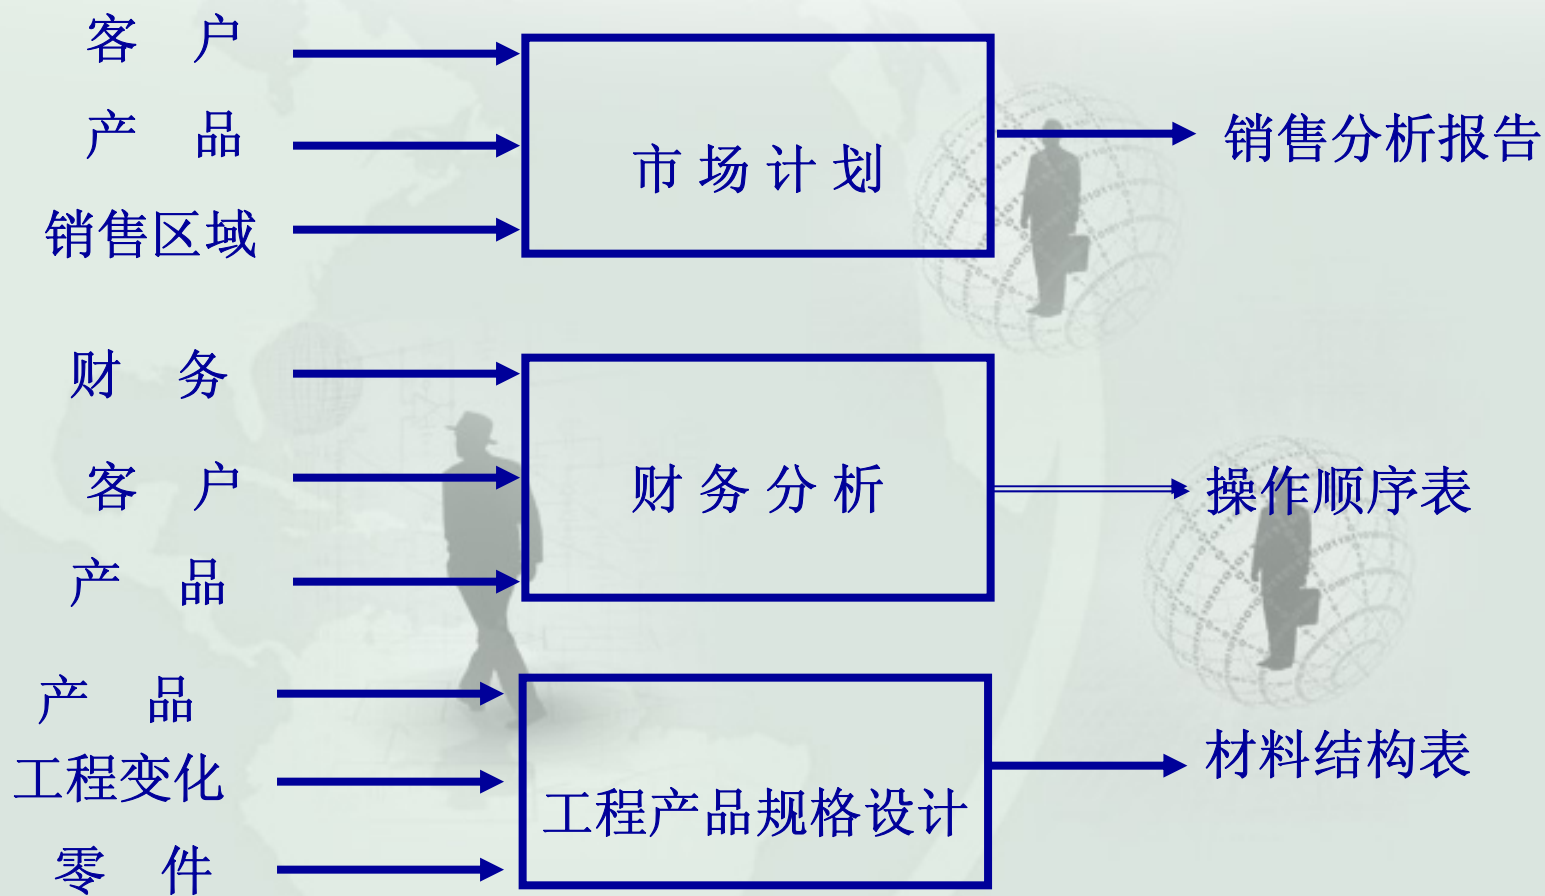 客 户
产 品
销售区域
市场计划
销售分析报告
财 务
客 户
产 品
财务分析
操作顺序表
产 品
工程变化
零 件
工程产品规格设计
材料结构表